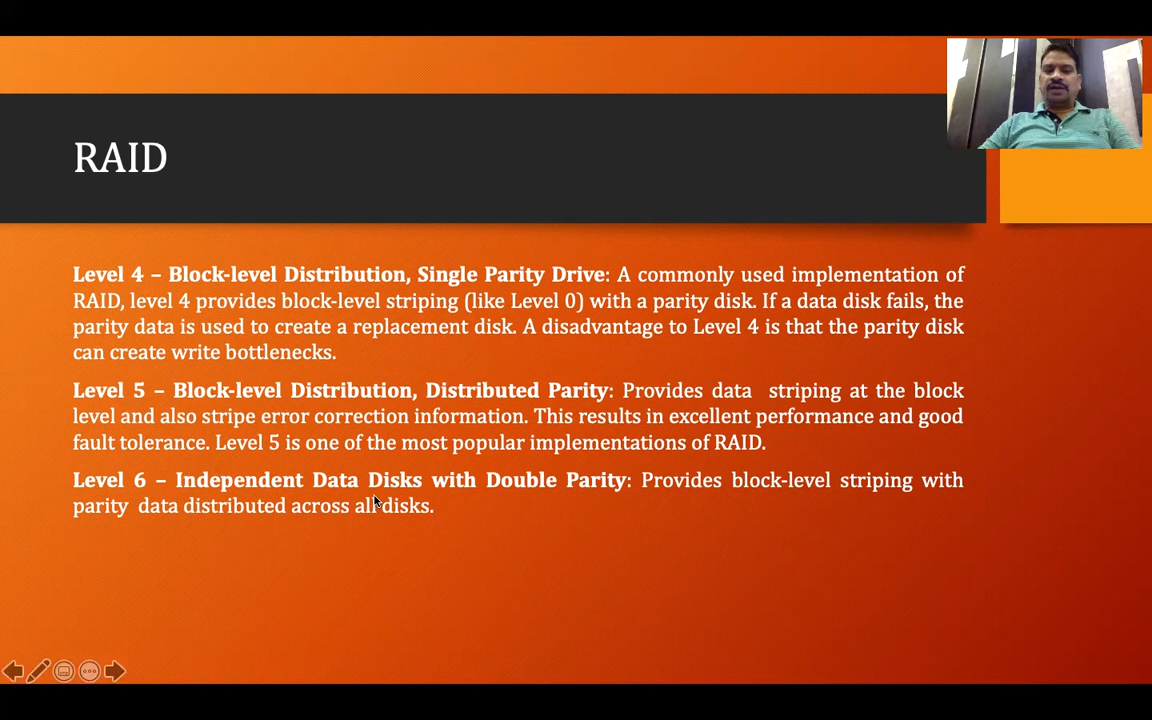 RAID
Level 4 – Block-level Distribution, Single Parity Drive: A commonly used implementation of
RAID, level 4 provides block-level striping (like Level 0) with a parity disk. If a data disk fails, the
parity data is used to create a replacement disk. A disadvantage to Level 4 is that the parity disk
can create write bottlenecks.
Level 5 – Block-level Distribution, Distributed Parity: Provides data striping at the block
level and also stripe error correction information. This results in excellent performance and good
fault tolerance. Level 5 is one of the most popular implementations of RAID.
Level 6 – Independent Data Disks with Double Parity: Provides block-level striping with
parity data distributed across all disks.